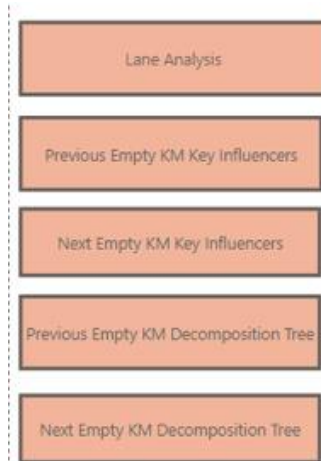 Lane Analysis
Previous Empty KM Key Influencers
Next Empty KM Key Influencers
Previous Empty KM Decomposition Tree
Next Empty KM Decomposition Tree